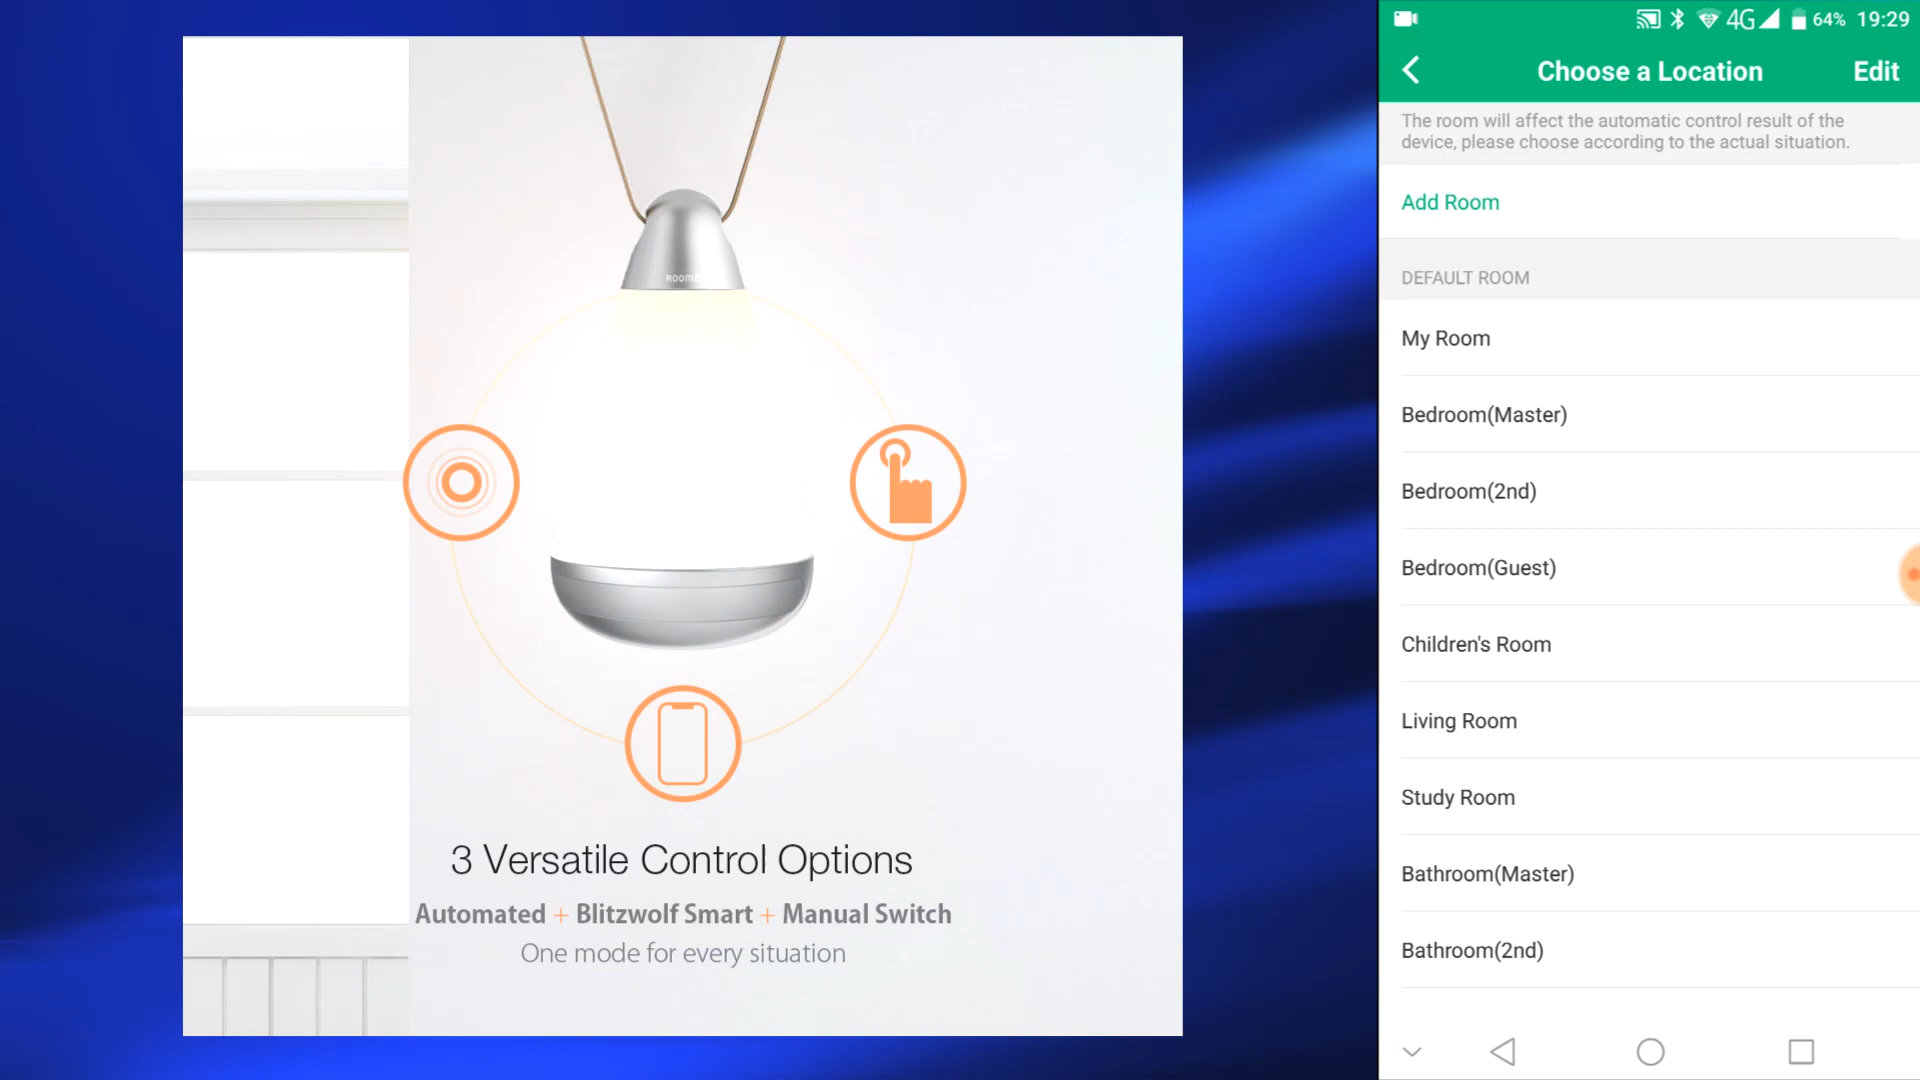 ROOME
3 Versatile Control Options
Automated + Blitzwolf Smart + Manual Switch
One mode for every situation
4G 64% 19:29
Choose a Location Edit
The room will affect the automatic control result of the
device, please choose according to the actual situation.
Add Room
DEFAULT ROOM
My Room
Bedroom(Master)
Bedroom(2nd)
Bedroom(Guest)
Children's Room
Living Room
Study Room
Bathroom(Master)
Bathroom(2nd)